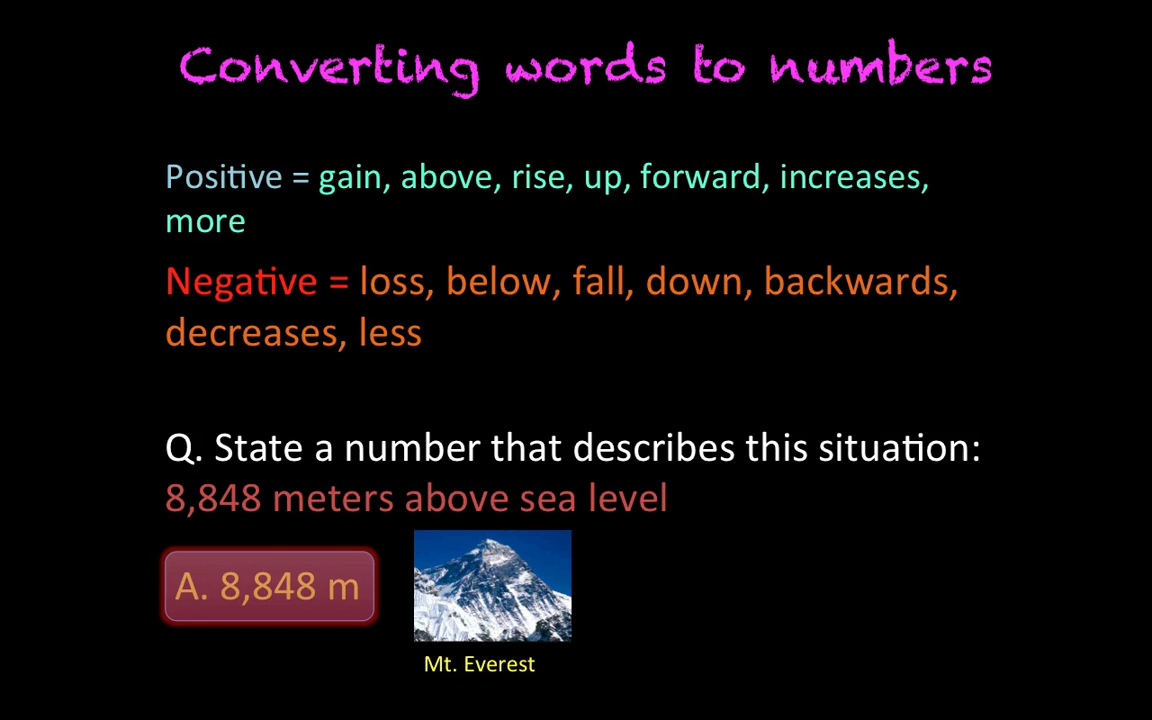 Converting words to numbers
Positive = gain, above, rise, up, forward, increases,
more
Negative = loss, below, fall, down, backwards,
decreases, less
Q. State a number that describes this situation:
8,848 meters above sea level
A. 8,848 m
Mt. Everest